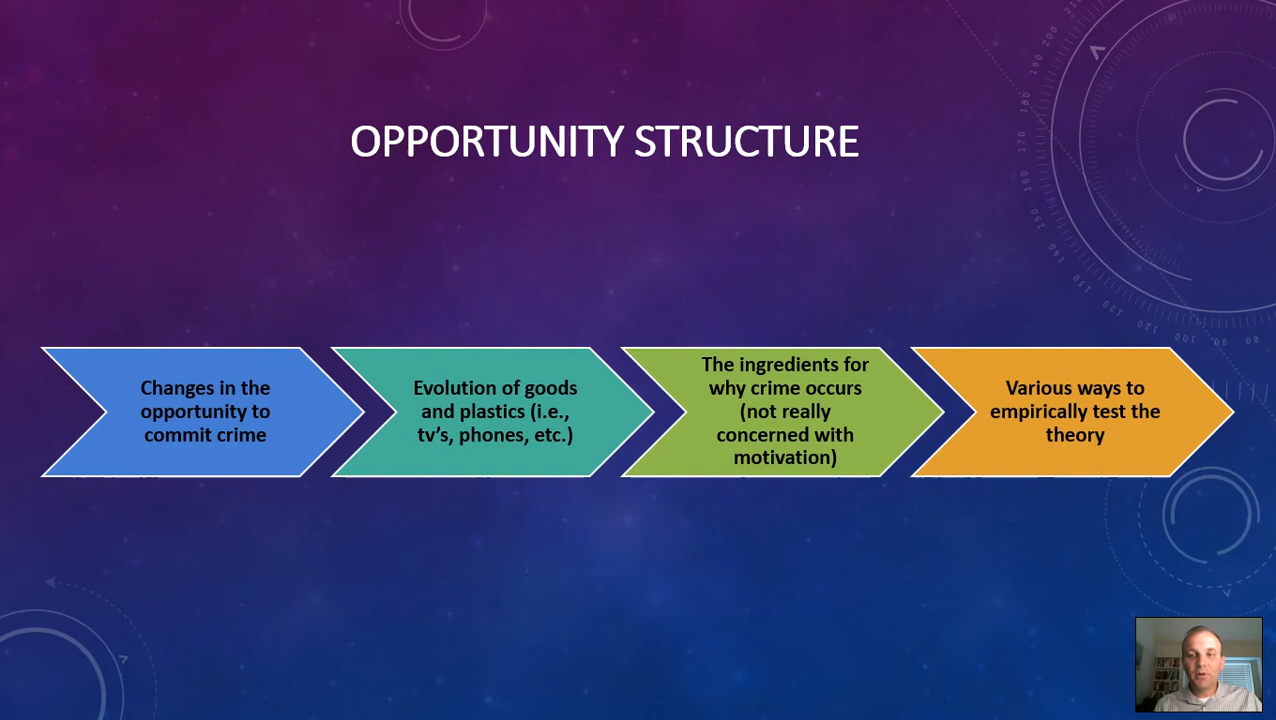 OPPORTUNITY STRUCTURE
Changes in the
opportunity to
commit crime
Evolution of goods
and plastics (i.e.,
tv's, phones, etc.)
The ingredients for
why crime occurs
(not really
concerned with
motivation)
Various ways to
empirically test the
theory